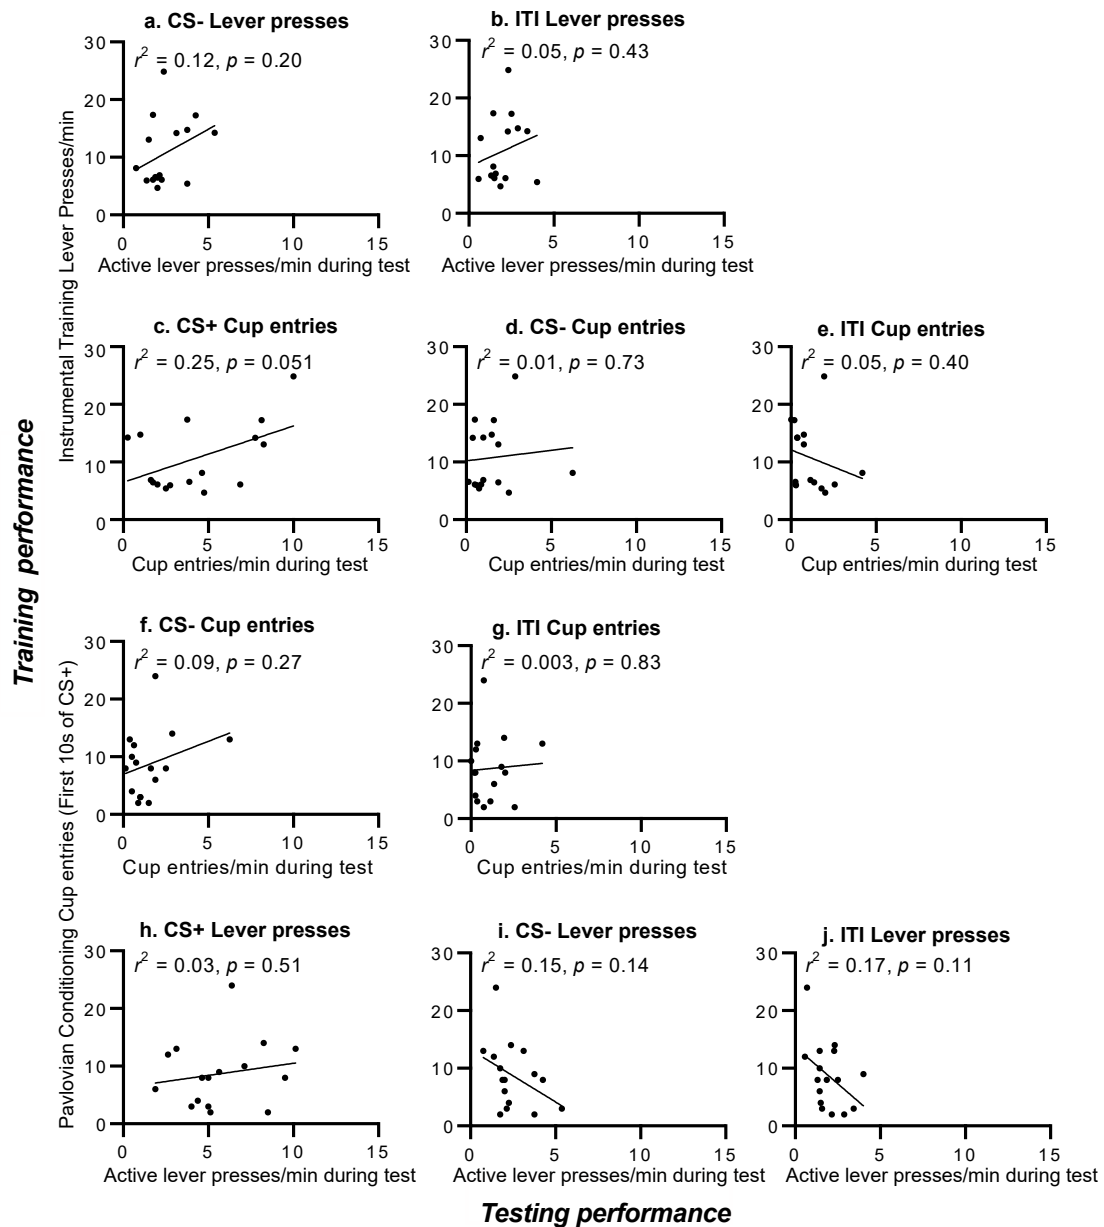 a. CS- Lever presses
r² = 0.12, p = 0.20
30
20
10
0
0 5 10 15
Active lever presses/min during test
b. ITI Lever presses
r² = 0.05, p = 0.43
30
20
10
0
0 5 10 15
Active lever presses/min during test
Instrumental Training Lever Presses/min
c. CS+ Cup entries
r² = 0.25, p = 0.051
30
20
10
0
0 5 10 15
Cup entries/min during test
d. CS- Cup entries
r² = 0.01, p = 0.73
30
20
10
0
0 5 10 15
Cup entries/min during test
e. ITI Cup entries
r² = 0.05, p = 0.40
30
20
10
0
0 5 10 15
Cup entries/min during test
Training performance
f. CS- Cup entries
r² = 0.09, p = 0.27
30
20
10
0
0 5 10 15
Cup entries/min during test
g. ITI Cup entries
r² = 0.003, p = 0.83
30
20
10
0
0 5 10 15
Cup entries/min during test
Pavlovian Conditioning Cup entries (First 10s of CS+)
h. CS+ Lever presses
r² = 0.03, p = 0.51
30
20
10
0
0 5 10 15
Active lever presses/min during test
i. CS- Lever presses
r² = 0.15, p = 0.14
30
20
10
0
0 5 10 15
Active lever presses/min during test
j. ITI Lever presses
r² = 0.17, p = 0.11
30
20
10
0
0 5 10 15
Active lever presses/min during test
Testing performance